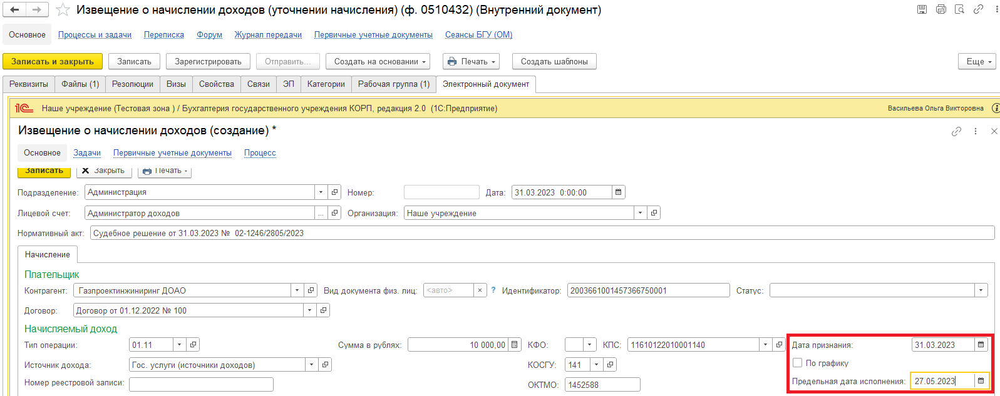 Извещение о начислении доходов (уточнении начисления) (ф. 0510432) (Внутренний документ)
Основное Процессы и задачи Переписка Форум Журнал передачи Первичные учетные документы Сеансы БГУ (ОМ)
Записать и закрыть Записать Зарегистрировать Отправить... Создать на основании Печать Создать шаблоны Еще
Реквизиты Файлы (1) Резолюции Визы Свойства Связи ЭП Категории Рабочая группа (1) Электронный документ
1С Наше учреждение (Тестовая зона ) / Бухгалтерия государственного учреждения КОРП, редакция 2.0 (1С:Предприятие) Васильева Ольга Викторовна
Извещение о начислении доходов (создание) *
Основное Задачи Первичные учетные документы Процесс
Записать Закрыть Печать
Подразделение: Администрация Номер: Дата: 31.03.2023 0:00:00
Лицевой счет: Администратор доходов ... Организация: Наше учреждение
Нормативный акт: Судебное решение от 31.03.2023 № 02-1246/2805/2023
Начисление
Плательщик
Контрагент: Газпроектинжиниринг ДОАО Вид документа физ. лиц: <авто> × ? Идентификатор: 2003661001457366750001 Статус:
Договор: Договор от 01.12.2022 № 100
Начисляемый доход
Тип операции: 01.11 Сумма в рублях: 10 000,00 КФО: КПС: 11610122010001140 Дата признания: 31.03.2023
Источник дохода: Гос. услуги (источники доходов) КОСГУ: 141 По графику
Номер реестровой записи: ОКТМО: 1452588 Предельная дата исполнения: 27.05.2023